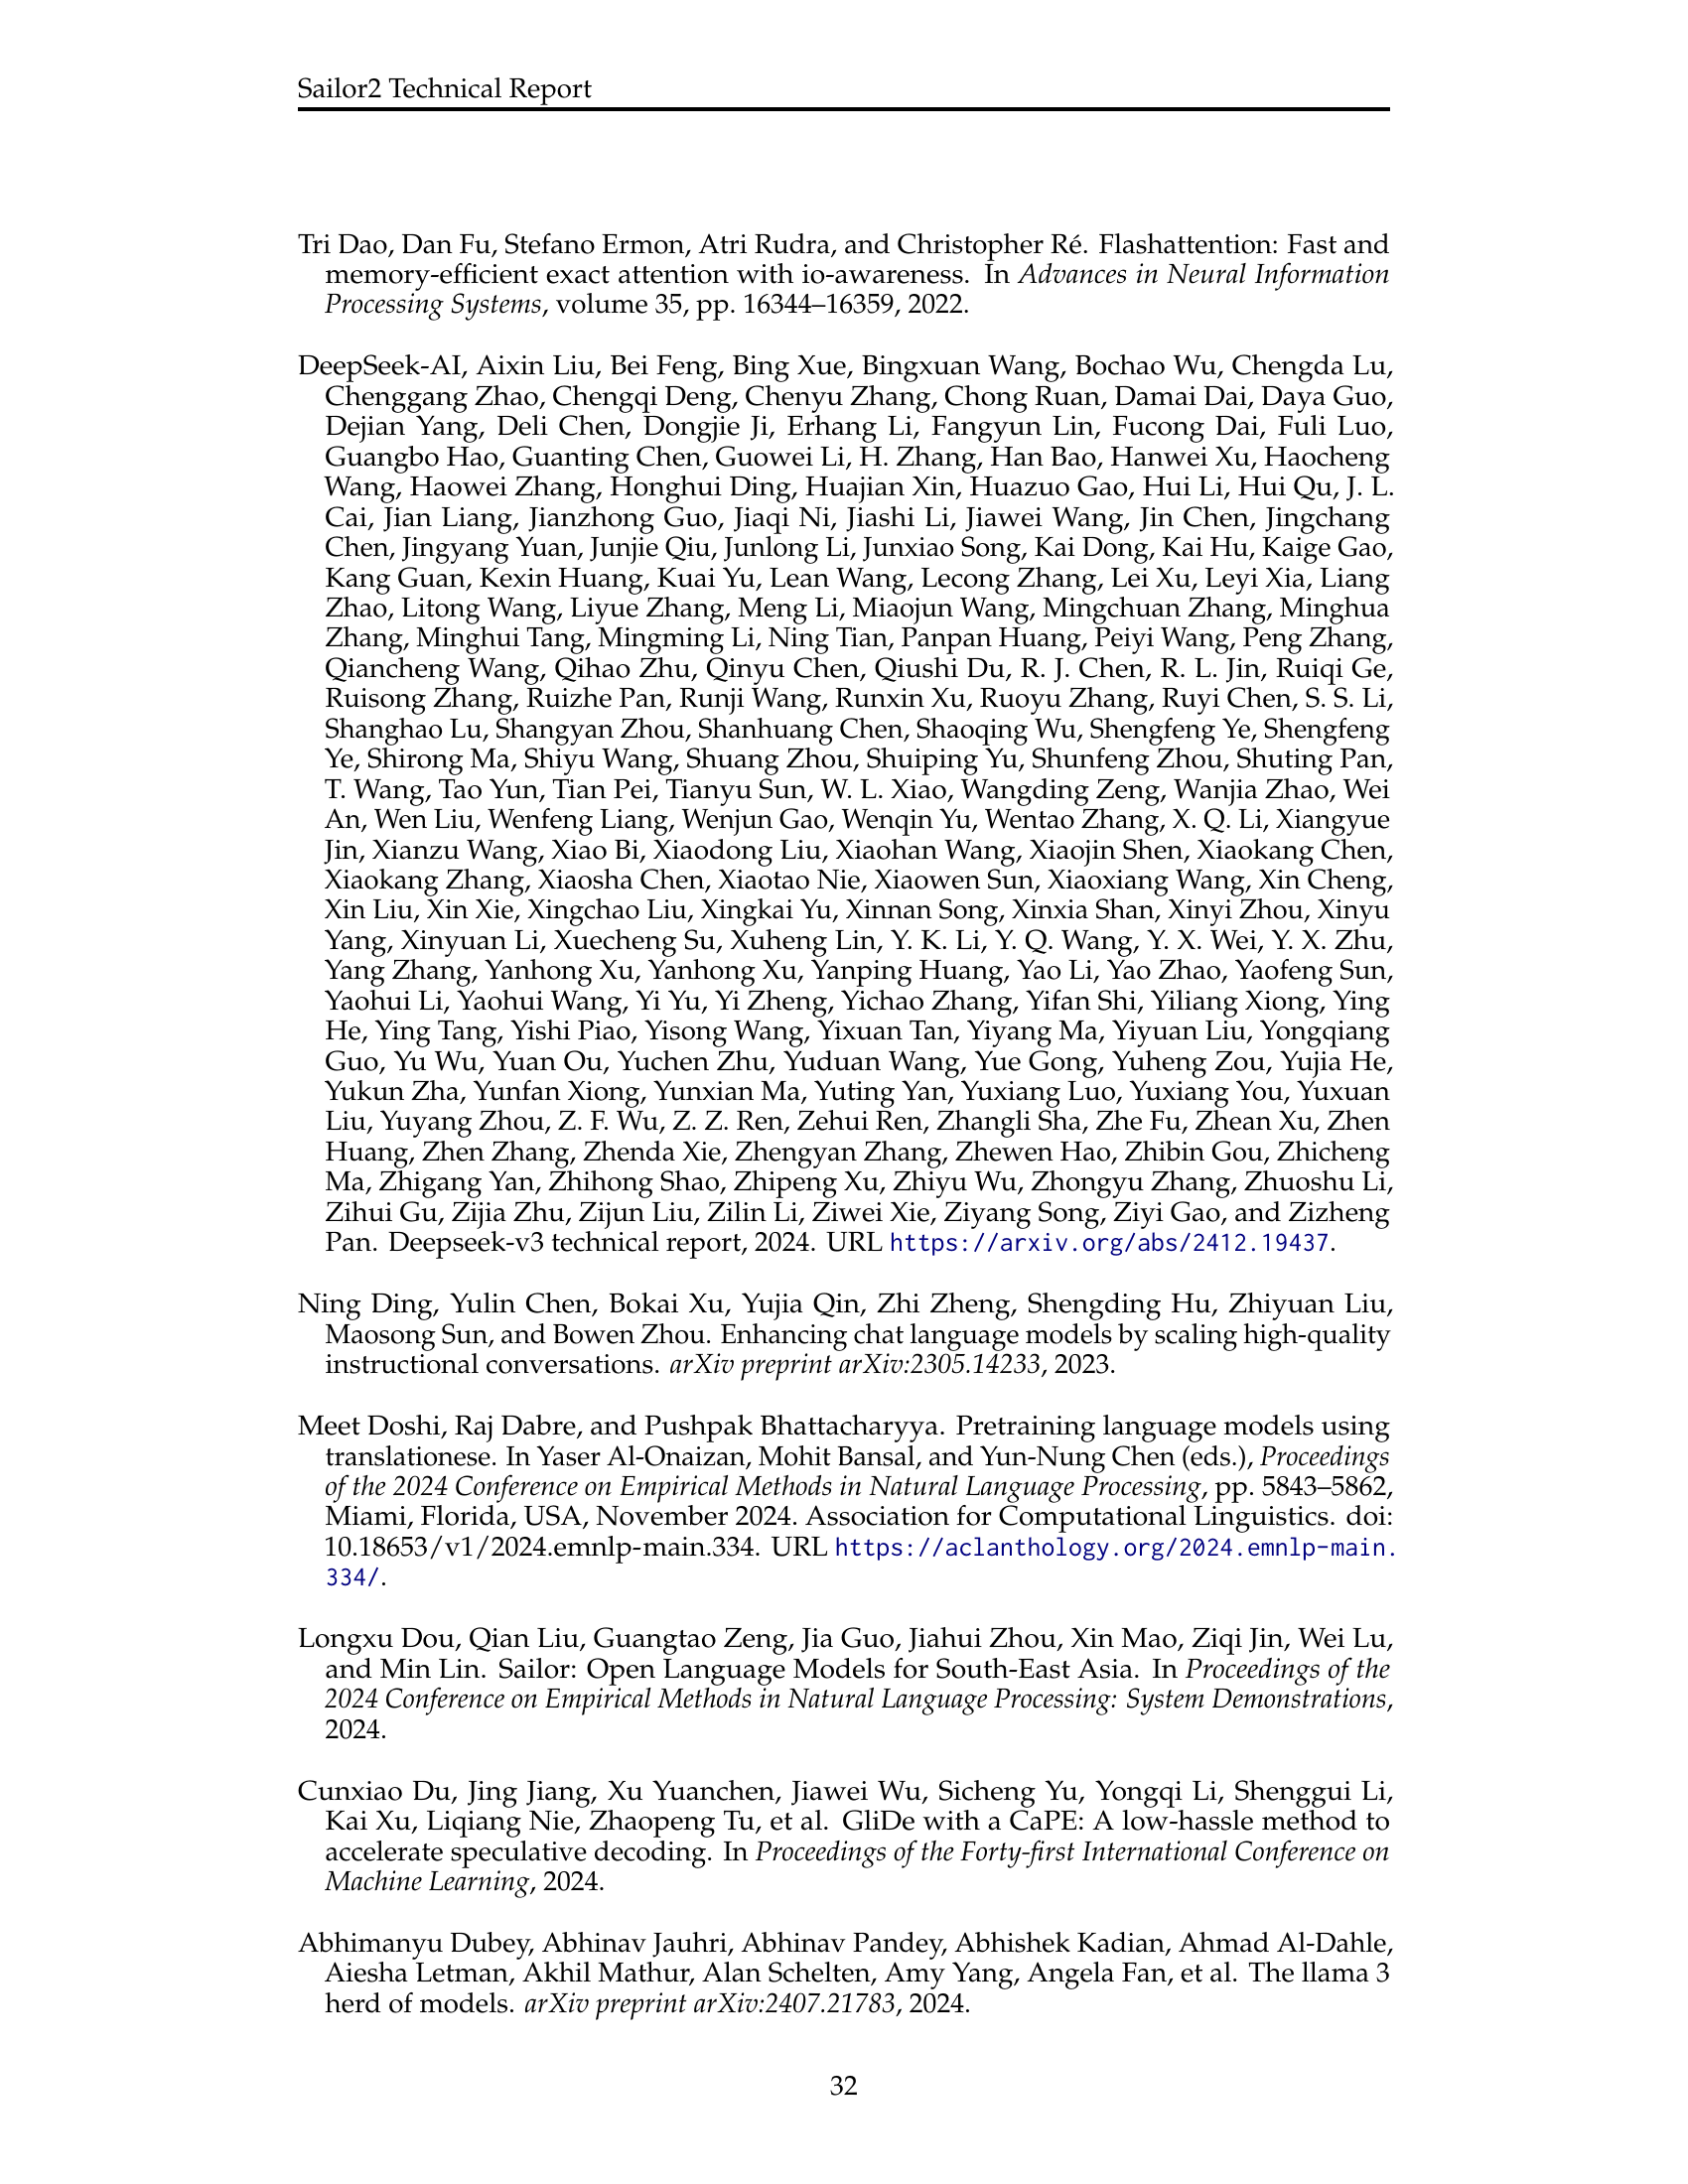 Sailor2 Technical Report
Tri Dao, Dan Fu, Stefano Ermon, Atri Rudra, and Christopher Ré. Flashattention: Fast and
memory-efficient exact attention with io-awareness. In Advances in Neural Information
Processing Systems, volume 35, pp. 16344–16359, 2022.
DeepSeek-AI, Aixin Liu, Bei Feng, Bing Xue, Bingxuan Wang, Bochao Wu, Chengda Lu,
Chenggang Zhao, Chengqi Deng, Chenyu Zhang, Chong Ruan, Damai Dai, Daya Guo,
Dejian Yang, Deli Chen, Dongjie Ji, Erhang Li, Fangyun Lin, Fucong Dai, Fuli Luo,
Guangbo Hao, Guanting Chen, Guowei Li, H. Zhang, Han Bao, Hanwei Xu, Haocheng
Wang, Haowei Zhang, Honghui Ding, Huajian Xin, Huazuo Gao, Hui Li, Hui Qu, J. L.
Cai, Jian Liang, Jianzhong Guo, Jiaqi Ni, Jiashi Li, Jiawei Wang, Jin Chen, Jingchang
Chen, Jingyang Yuan, Junjie Qiu, Junlong Li, Junxiao Song, Kai Dong, Kai Hu, Kaige Gao,
Kang Guan, Kexin Huang, Kuai Yu, Lean Wang, Lecong Zhang, Lei Xu, Leyi Xia, Liang
Zhao, Litong Wang, Liyue Zhang, Meng Li, Miaojun Wang, Mingchuan Zhang, Minghua
Zhang, Minghui Tang, Mingming Li, Ning Tian, Panpan Huang, Peiyi Wang, Peng Zhang,
Qiancheng Wang, Qihao Zhu, Qinyu Chen, Qiushi Du, R. J. Chen, R. L. Jin, Ruiqi Ge,
Ruisong Zhang, Ruizhe Pan, Runji Wang, Runxin Xu, Ruoyu Zhang, Ruyi Chen, S. S. Li,
Shanghao Lu, Shangyan Zhou, Shanhuang Chen, Shaoqing Wu, Shengfeng Ye, Shengfeng
Ye, Shirong Ma, Shiyu Wang, Shuang Zhou, Shuiping Yu, Shunfeng Zhou, Shuting Pan,
T. Wang, Tao Yun, Tian Pei, Tianyu Sun, W. L. Xiao, Wangding Zeng, Wanjia Zhao, Wei
An, Wen Liu, Wenfeng Liang, Wenjun Gao, Wenqin Yu, Wentao Zhang, X. Q. Li, Xiangyue
Jin, Xianzu Wang, Xiao Bi, Xiaodong Liu, Xiaohan Wang, Xiaojin Shen, Xiaokang Chen,
Xiaokang Zhang, Xiaosha Chen, Xiaotao Nie, Xiaowen Sun, Xiaoxiang Wang, Xin Cheng,
Xin Liu, Xin Xie, Xingchao Liu, Xingkai Yu, Xinnan Song, Xinxia Shan, Xinyi Zhou, Xinyu
Yang, Xinyuan Li, Xuecheng Su, Xuheng Lin, Y. K. Li, Y. Q. Wang, Y. X. Wei, Y. X. Zhu,
Yang Zhang, Yanhong Xu, Yanhong Xu, Yanping Huang, Yao Li, Yao Zhao, Yaofeng Sun,
Yaohui Li, Yaohui Wang, Yi Yu, Yi Zheng, Yichao Zhang, Yifan Shi, Yiliang Xiong, Ying
He, Ying Tang, Yishi Piao, Yisong Wang, Yixuan Tan, Yiyang Ma, Yiyuan Liu, Yongqiang
Guo, Yu Wu, Yuan Ou, Yuchen Zhu, Yuduan Wang, Yue Gong, Yuheng Zou, Yujia He,
Yukun Zha, Yunfan Xiong, Yunxian Ma, Yuting Yan, Yuxiang Luo, Yuxiang You, Yuxuan
Liu, Yuyang Zhou, Z. F. Wu, Z. Z. Ren, Zehui Ren, Zhangli Sha, Zhe Fu, Zhean Xu, Zhen
Huang, Zhen Zhang, Zhenda Xie, Zhengyan Zhang, Zhewen Hao, Zhibin Gou, Zhicheng
Ma, Zhigang Yan, Zhihong Shao, Zhipeng Xu, Zhiyu Wu, Zhongyu Zhang, Zhuoshu Li,
Zihui Gu, Zijia Zhu, Zijun Liu, Zilin Li, Ziwei Xie, Ziyang Song, Ziyi Gao, and Zizheng
Pan. Deepseek-v3 technical report, 2024. URL https://arxiv.org/abs/2412.19437.
Ning Ding, Yulin Chen, Bokai Xu, Yujia Qin, Zhi Zheng, Shengding Hu, Zhiyuan Liu,
Maosong Sun, and Bowen Zhou. Enhancing chat language models by scaling high-quality
instructional conversations. arXiv preprint arXiv:2305.14233, 2023.
Meet Doshi, Raj Dabre, and Pushpak Bhattacharyya. Pretraining language models using
translationese. In Yaser Al-Onaizan, Mohit Bansal, and Yun-Nung Chen (eds.), Proceedings
of the 2024 Conference on Empirical Methods in Natural Language Processing, pp. 5843–5862,
Miami, Florida, USA, November 2024. Association for Computational Linguistics. doi:
10.18653/v1/2024.emnlp-main.334. URL https://aclanthology.org/2024.emnlp-main.
334/.
Longxu Dou, Qian Liu, Guangtao Zeng, Jia Guo, Jiahui Zhou, Xin Mao, Ziqi Jin, Wei Lu,
and Min Lin. Sailor: Open Language Models for South-East Asia. In Proceedings of the
2024 Conference on Empirical Methods in Natural Language Processing: System Demonstrations,
2024.
Cunxiao Du, Jing Jiang, Xu Yuanchen, Jiawei Wu, Sicheng Yu, Yongqi Li, Shenggui Li,
Kai Xu, Liqiang Nie, Zhaopeng Tu, et al. GliDe with a CaPE: A low-hassle method to
accelerate speculative decoding. In Proceedings of the Forty-first International Conference on
Machine Learning, 2024.
Abhimanyu Dubey, Abhinav Jauhri, Abhinav Pandey, Abhishek Kadian, Ahmad Al-Dahle,
Aiesha Letman, Akhil Mathur, Alan Schelten, Amy Yang, Angela Fan, et al. The llama 3
herd of models. arXiv preprint arXiv:2407.21783, 2024.
32